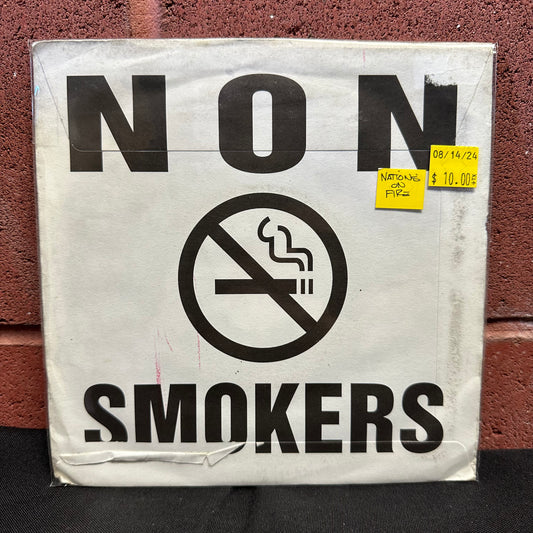 NON
08/14/24
$ 10.00
NATIONS
ON
FIRE
SMOKERS